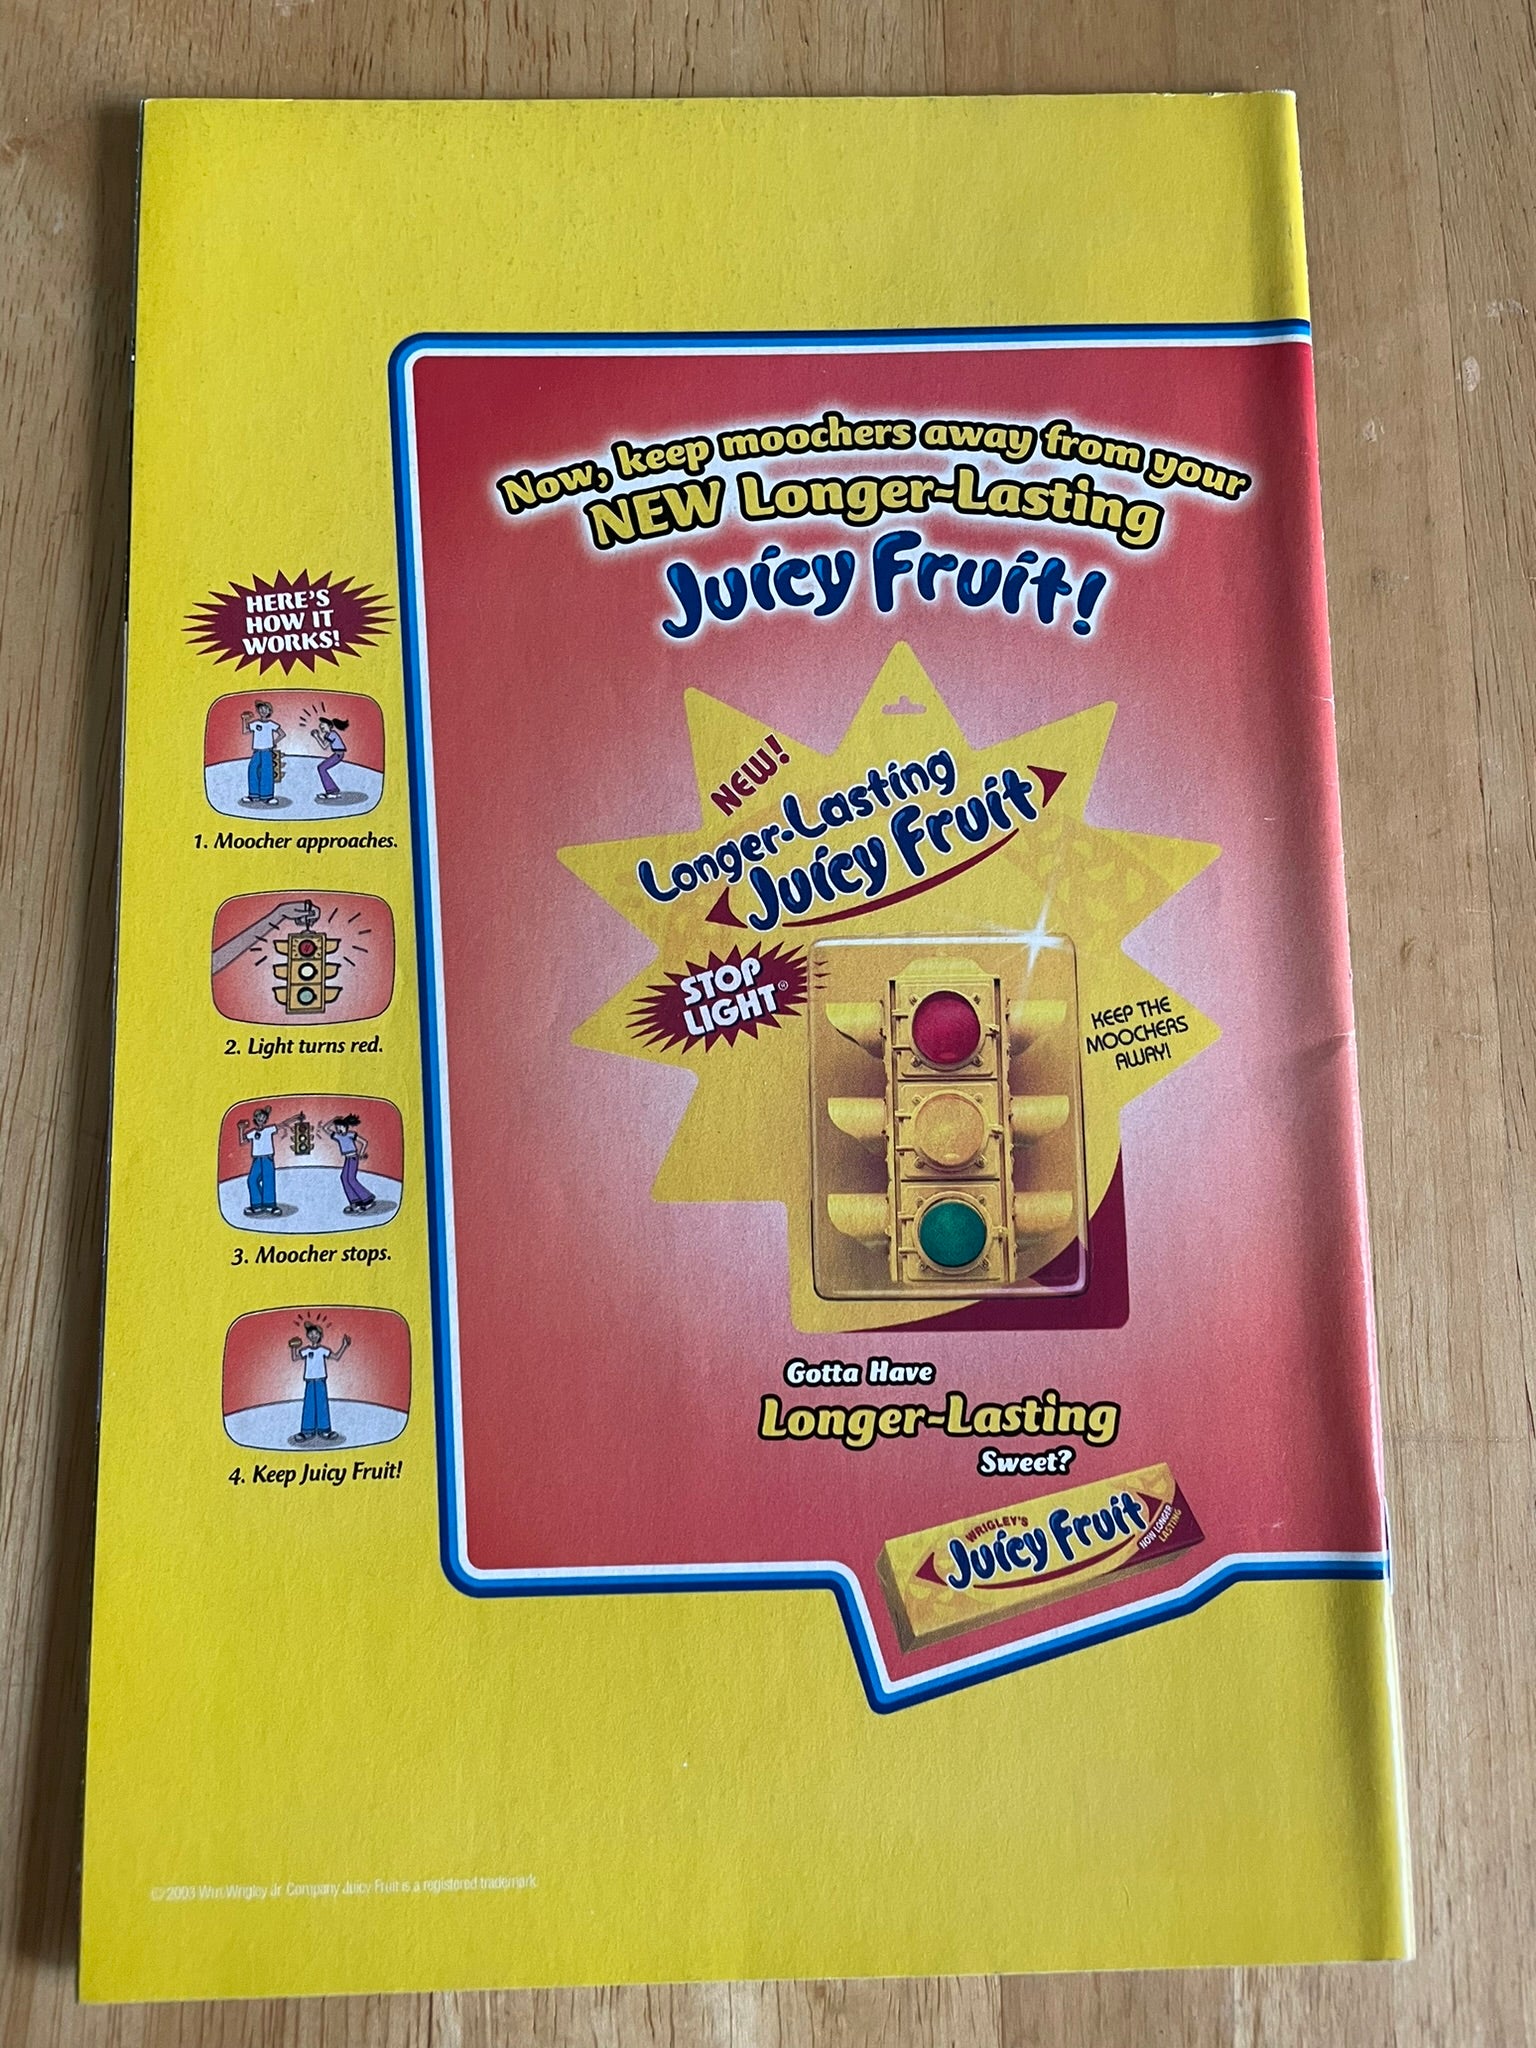 Now, keep moochers away from your
NEW Longer-Lasting
Juicy Fruit!
HERE'S
HOW IT
WORKS!
1. Moocher approaches.
2. Light turns red.
3. Moocher stops.
4. Keep Juicy Fruit!
NEW!
Longer-Lasting
Juicy Fruit
STOP
LIGHT®
KEEP THE
MOOCHERS
AWAY!
Gotta Have
Longer-Lasting
Sweet?
WRIGLEY'S
Juicy Fruit
NOW LONGER
LASTING
©2003 Wm. Wrigley Jr. Company Juicy Fruit is a registered trademark.